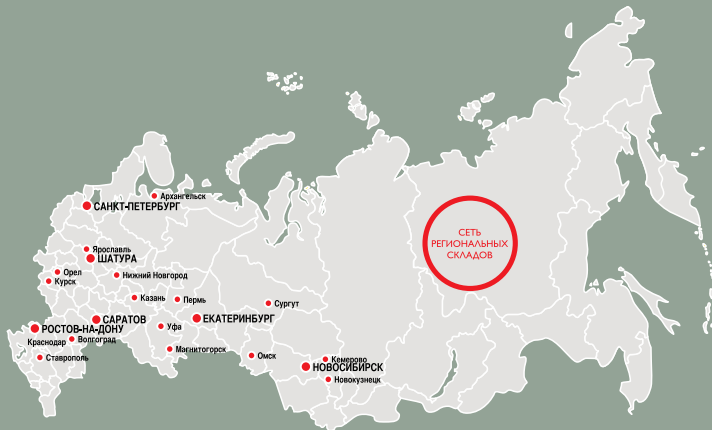 Архангельск
САНКТ-ПЕТЕРБУРГ
СЕТЬ
РЕГИОНАЛЬНЫХ
СКЛАДОВ
Ярославль
ШАТУРА
Орел
Нижний Новгород
Курск
Казань
Пермь
Сургут
САРАТОВ
ЕКАТЕРИНБУРГ
РОСТОВ-НА-ДОНУ
Уфа
Краснодар
Волгоград
Магнитогорск
Ставрополь
Омск
Кемерово
НОВОСИБИРСК
Новокузнецк